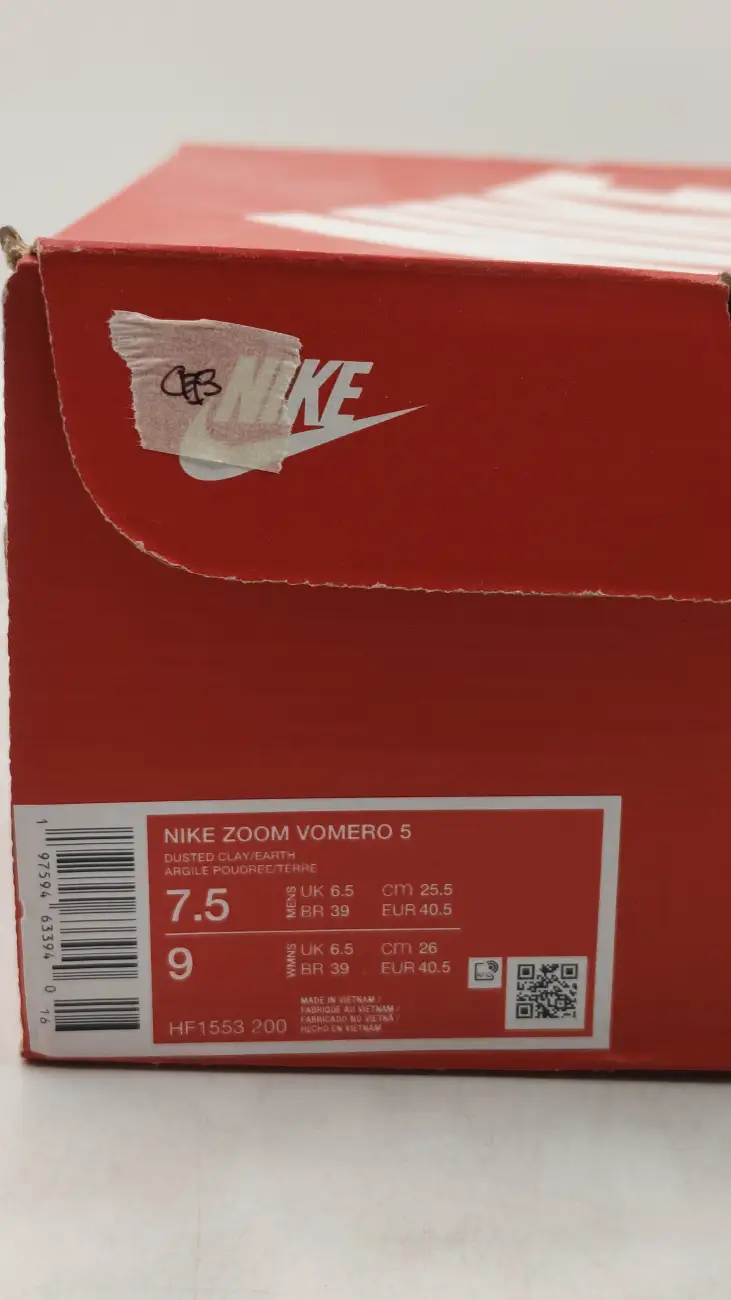 NIKE
NIKE ZOOM VOMERO 5
DUSTED CLAY/EARTH
ARGILE POUDREE/TERRE
7.5 MENS UK 6.5 cm 25.5
BR 39 EUR 40.5
9 WMNS UK 6.5 cm 26
BR 39 EUR 40.5
HF1553 200
MADE IN VIETNAM /
FABRIQUE AU VIETNAM /
FABRICADO NO VIETNÃ /
HECHO EN VIETNAM
1 97594 63394 0 16